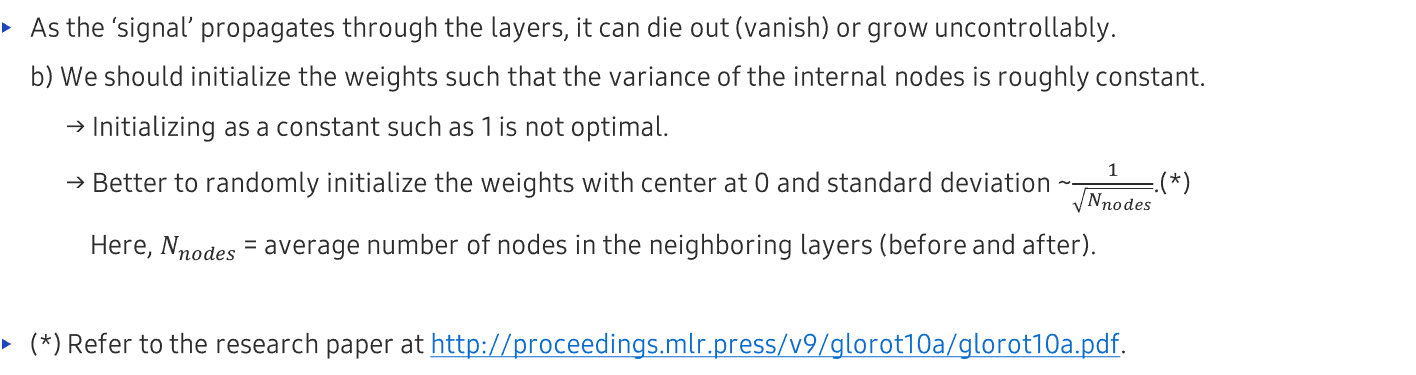 ▸ As the ‘signal’ propagates through the layers, it can die out (vanish) or grow uncontrollably.
b) We should initialize the weights such that the variance of the internal nodes is roughly constant.
→ Initializing as a constant such as 1 is not optimal.
→ Better to randomly initialize the weights with center at 0 and standard deviation ~1/√N_nodes.(*)
Here, N_nodes = average number of nodes in the neighboring layers (before and after).
▸ (*) Refer to the research paper at http://proceedings.mlr.press/v9/glorot10a/glorot10a.pdf.